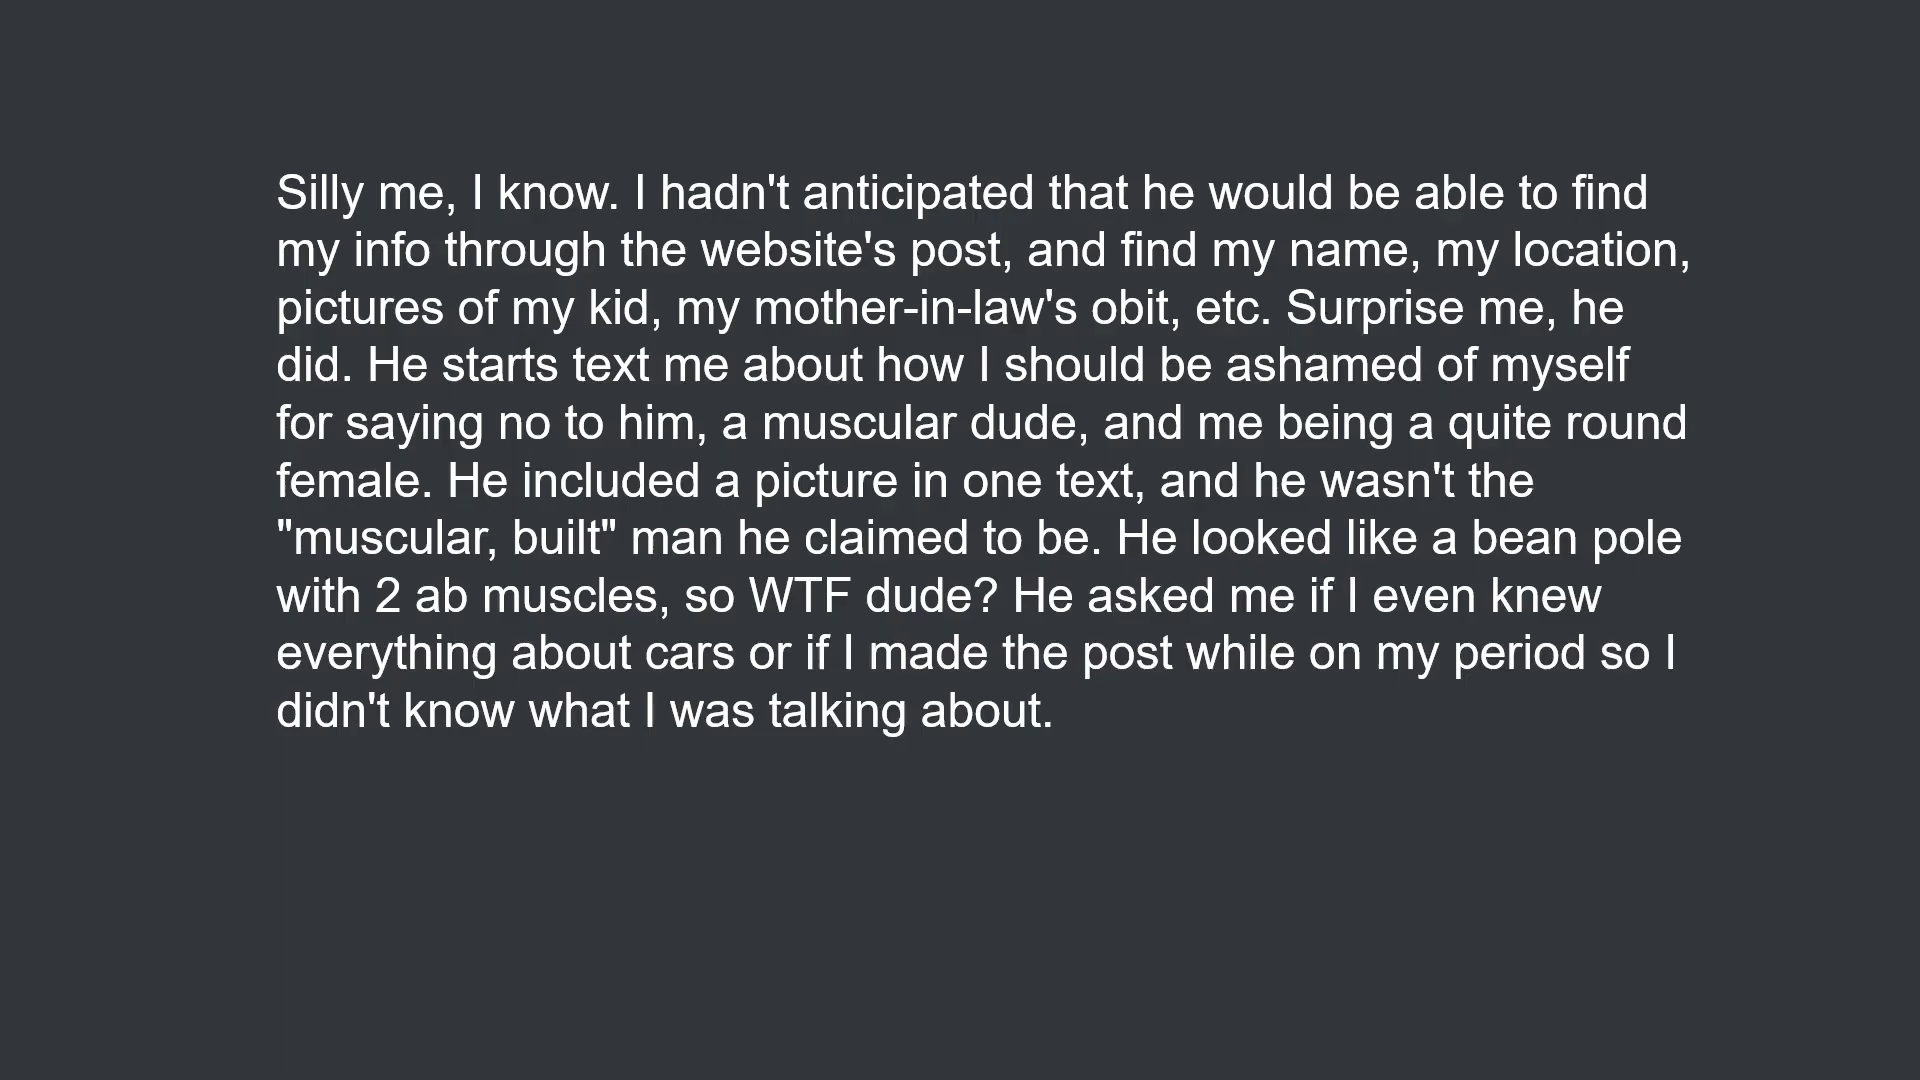 Silly me, I know. I hadn't anticipated that he would be able to find
my info through the website's post, and find my name, my location,
pictures of my kid, my mother-in-law's obit, etc. Surprise me, he
did. He starts text me about how I should be ashamed of myself
for saying no to him, a muscular dude, and me being a quite round
female. He included a picture in one text, and he wasn't the
"muscular, built" man he claimed to be. He looked like a bean pole
with 2 ab muscles, so WTF dude? He asked me if I even knew
everything about cars or if I made the post while on my period so I
didn't know what I was talking about.